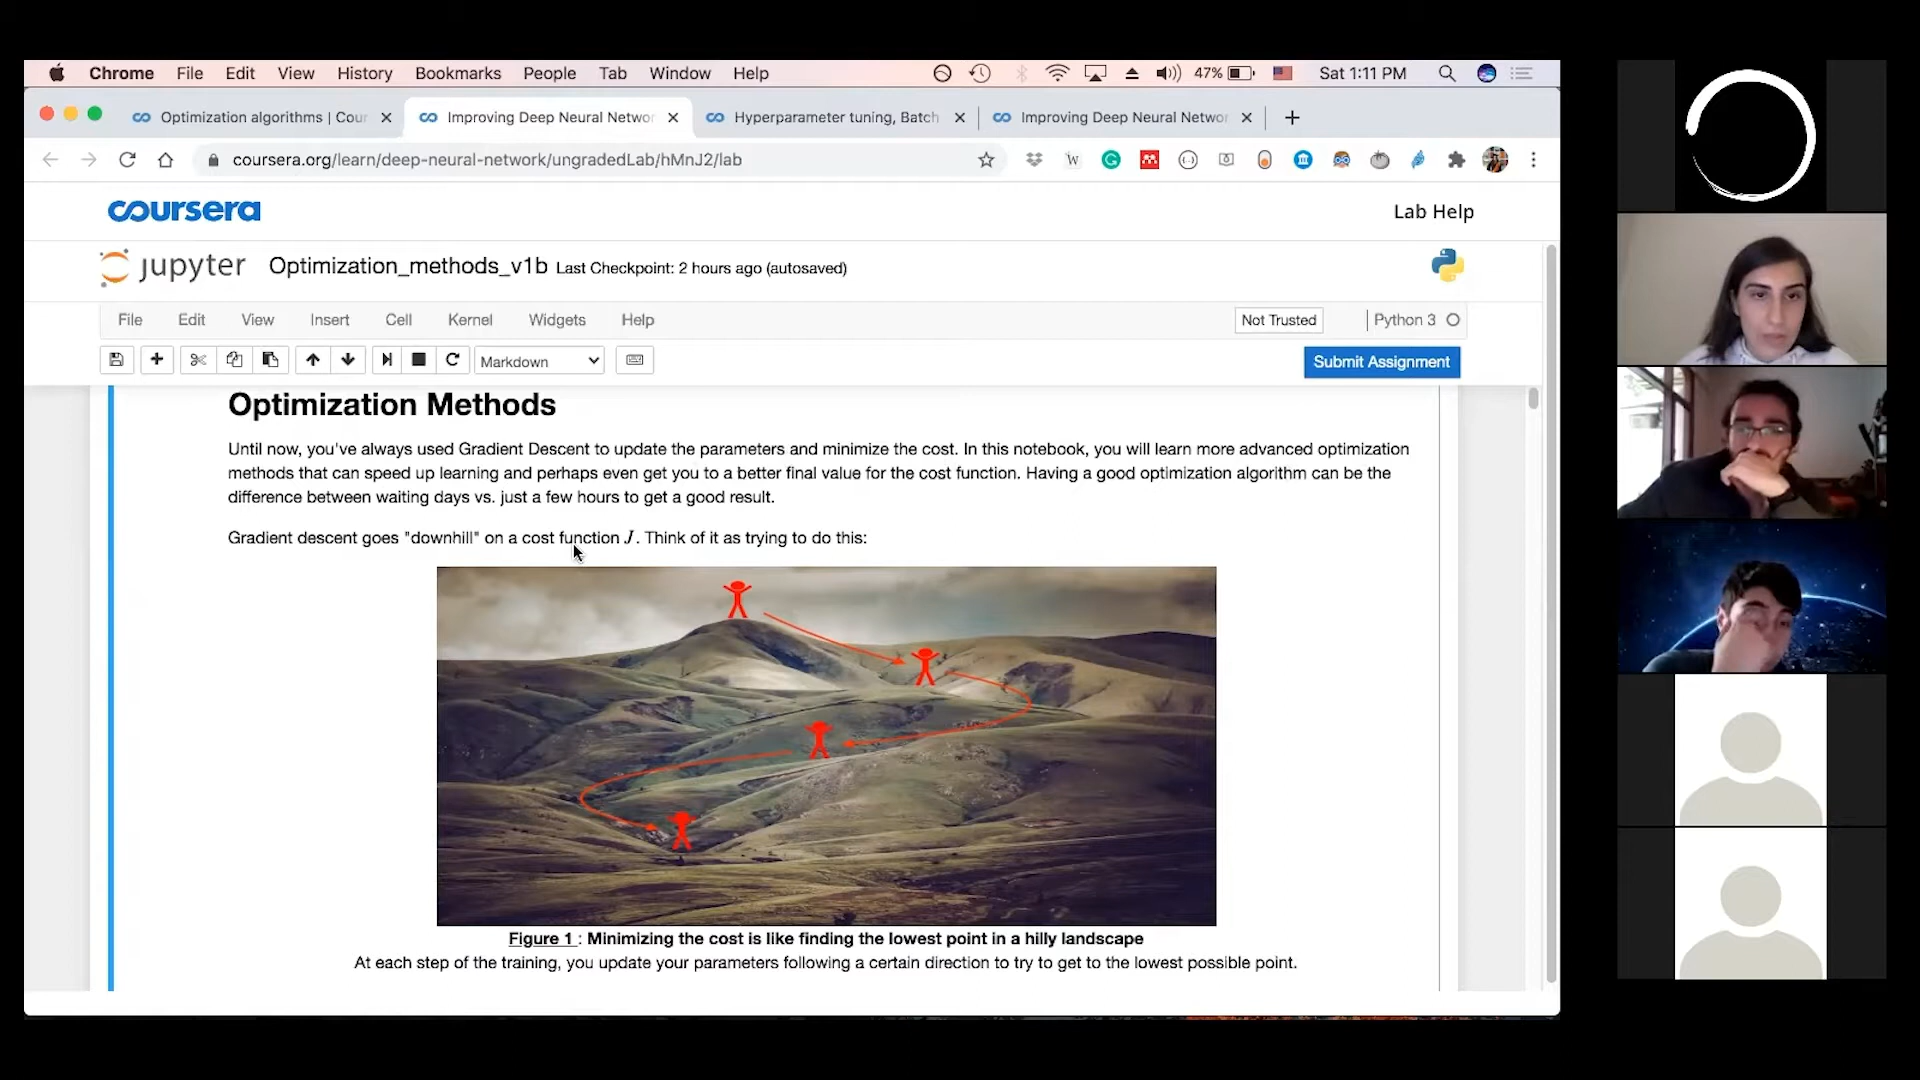 Chrome File Edit View History Bookmarks People Tab Window Help 47% Sat 1:11 PM
Optimization algorithms | Cour Improving Deep Neural Networ Hyperparameter tuning, Batch Improving Deep Neural Networ
coursera.org/learn/deep-neural-network/ungradedLab/hMnJ2/lab
coursera Lab Help
jupyter Optimization_methods_v1b Last Checkpoint: 2 hours ago (autosaved)
File Edit View Insert Cell Kernel Widgets Help Not Trusted Python 3
Markdown Submit Assignment
Optimization Methods
Until now, you've always used Gradient Descent to update the parameters and minimize the cost. In this notebook, you will learn more advanced optimization
methods that can speed up learning and perhaps even get you to a better final value for the cost function. Having a good optimization algorithm can be the
difference between waiting days vs. just a few hours to get a good result.
Gradient descent goes "downhill" on a cost function J. Think of it as trying to do this:
Figure 1 : Minimizing the cost is like finding the lowest point in a hilly landscape
At each step of the training, you update your parameters following a certain direction to try to get to the lowest possible point.